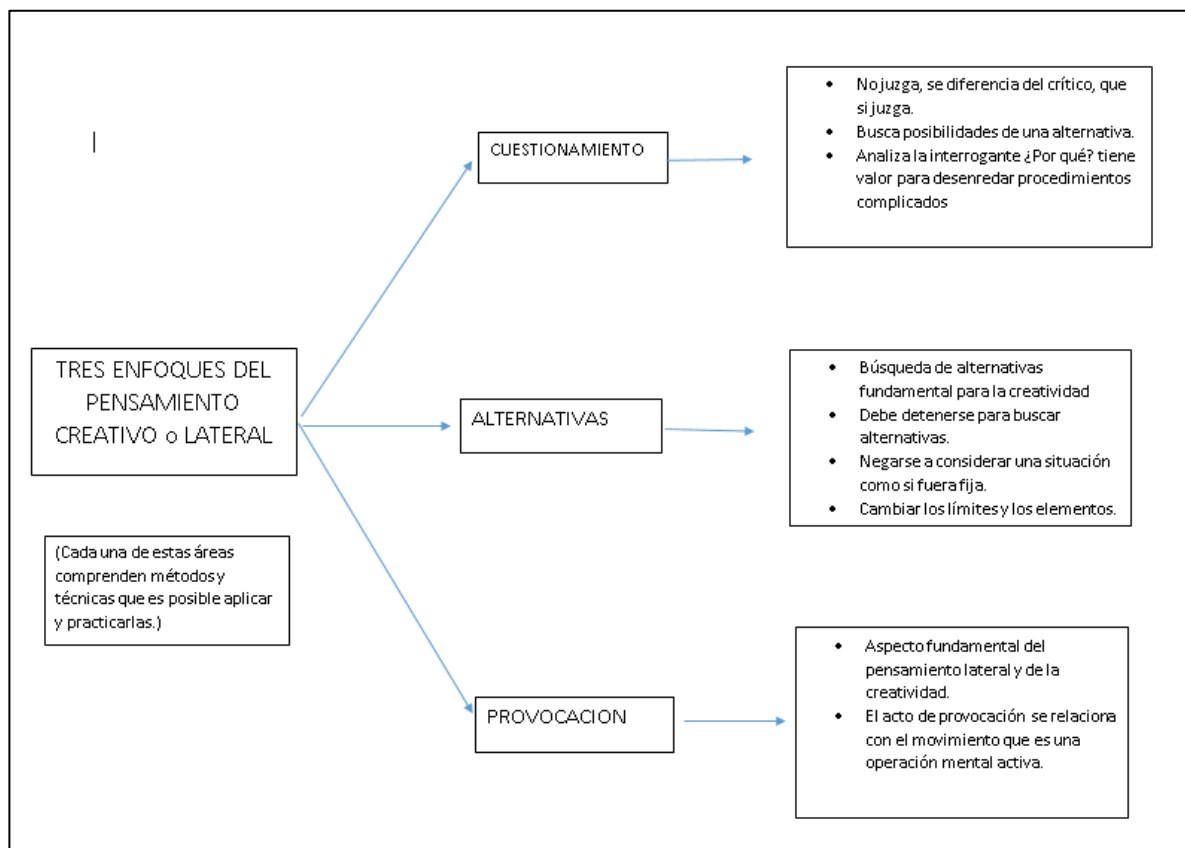 TRES ENFOQUES DEL
PENSAMIENTO
CREATIVO o LATERAL
(Cada una de estas áreas
comprenden métodos y
técnicas que es posible aplicar
y practicarlas.)
CUESTIONAMIENTO
• No juzga, se diferencia del crítico, que
si juzga.
• Busca posibilidades de una alternativa.
• Analiza la interrogante ¿Por qué? tiene
valor para desenredar procedimientos
complicados
ALTERNATIVAS
• Búsqueda de alternativas
fundamental para la creatividad
• Debe detenerse para buscar
alternativas.
• Negarse a considerar una situación
como si fuera fija.
• Cambiar los límites y los elementos.
PROVOCACION
• Aspecto fundamental del
pensamiento lateral y de la
creatividad.
• El acto de provocación se relaciona
con el movimiento que es una
operación mental activa.